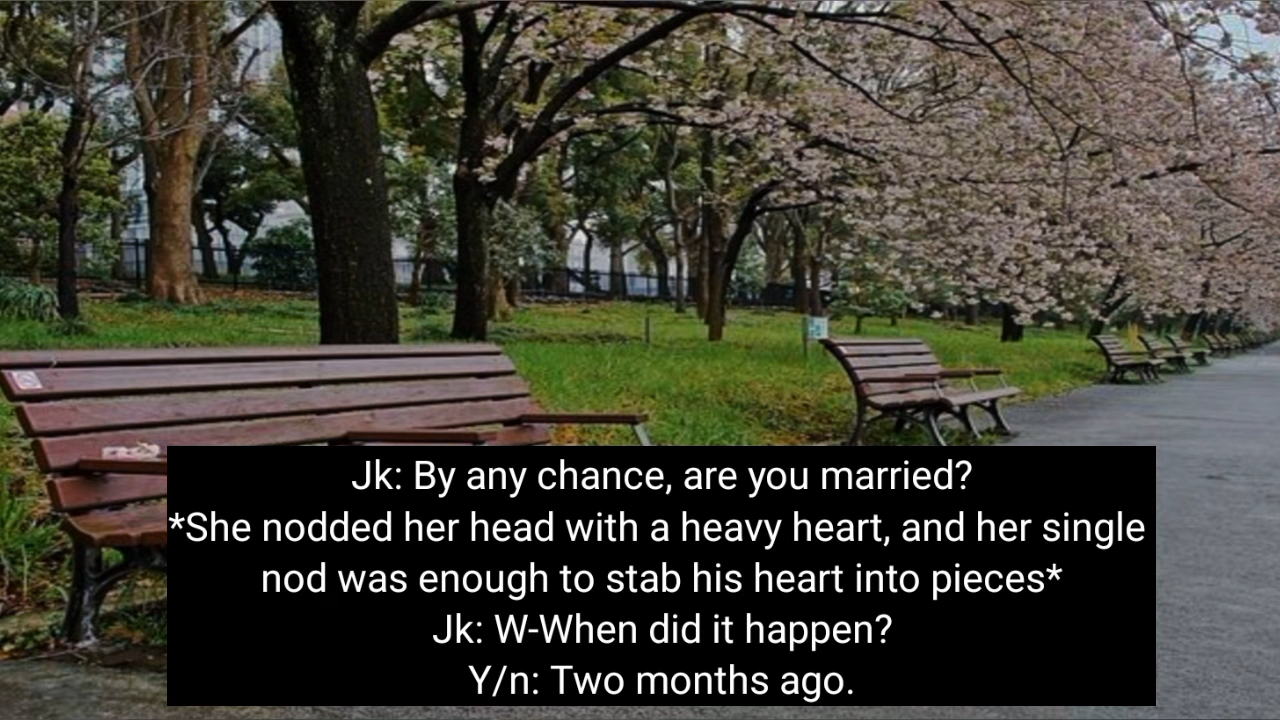 Jk: By any chance, are you married?
*She nodded her head with a heavy heart, and her single
nod was enough to stab his heart into pieces*
Jk: W-When did it happen?
Y/n: Two months ago.